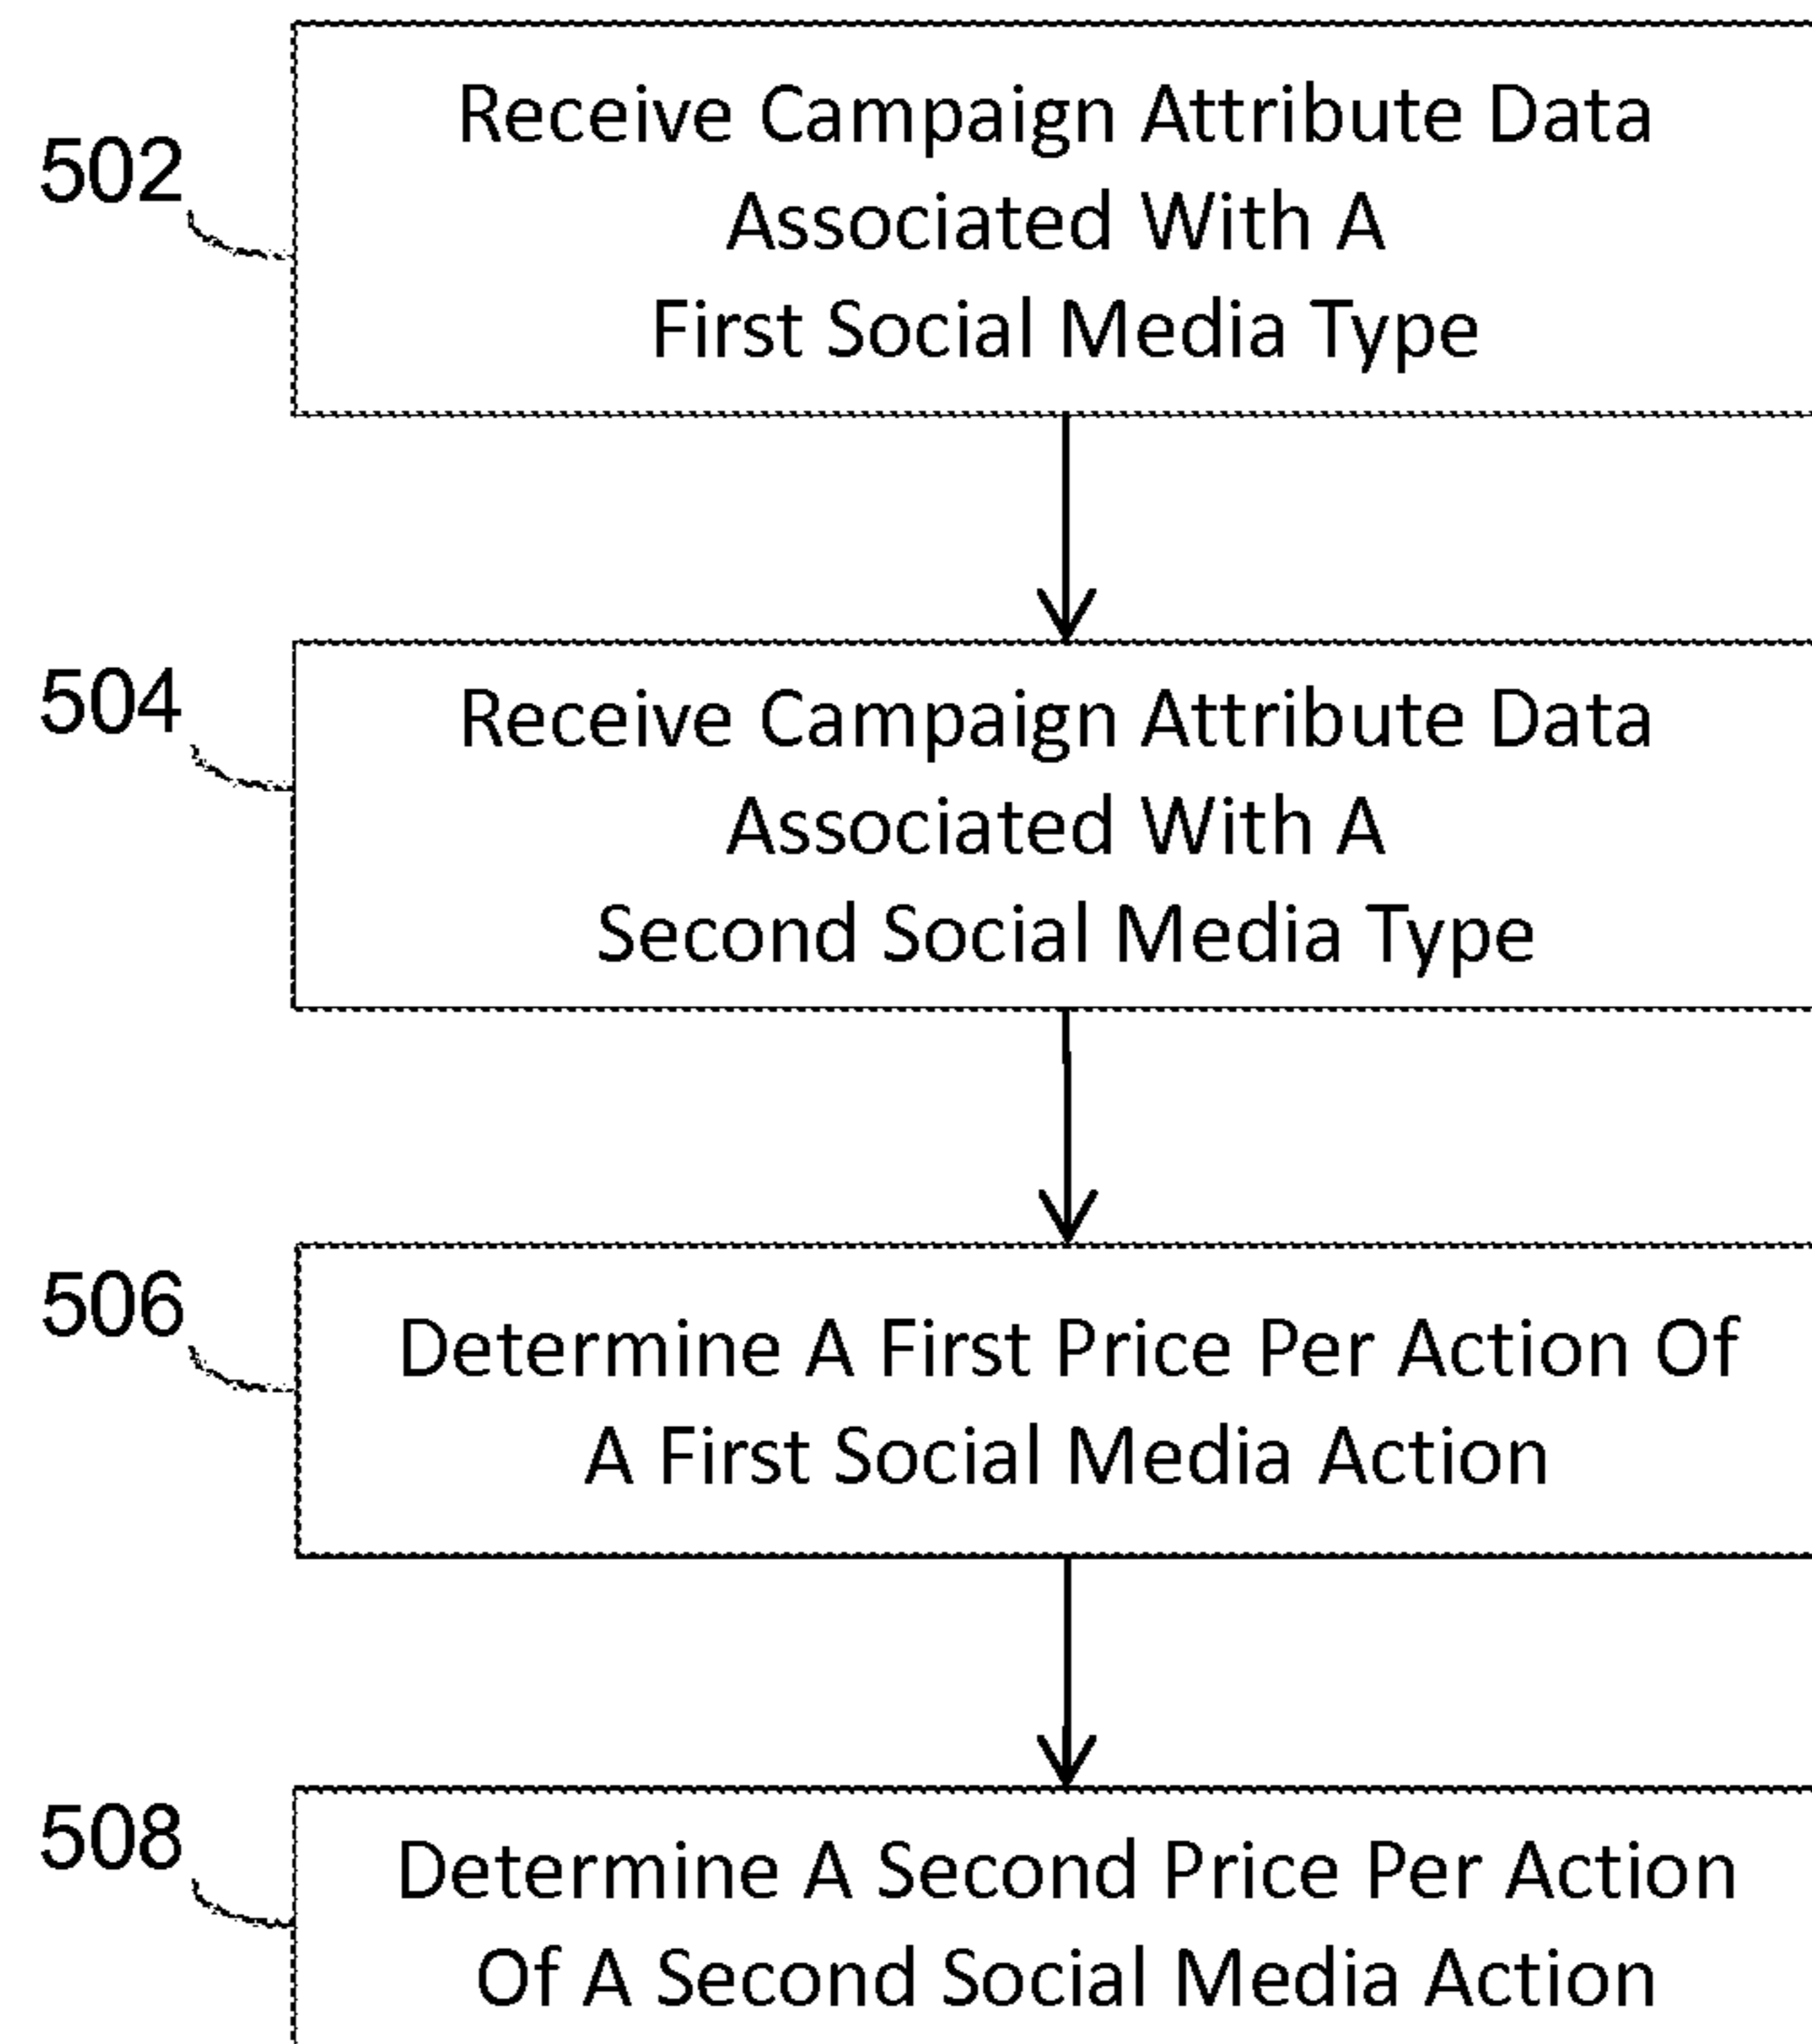 502
Receive Campaign Attribute Data
Associated With A
First Social Media Type
504
Receive Campaign Attribute Data
Associated With A
Second Social Media Type
506
Determine A First Price Per Action Of
A First Social Media Action
508
Determine A Second Price Per Action
Of A Second Social Media Action